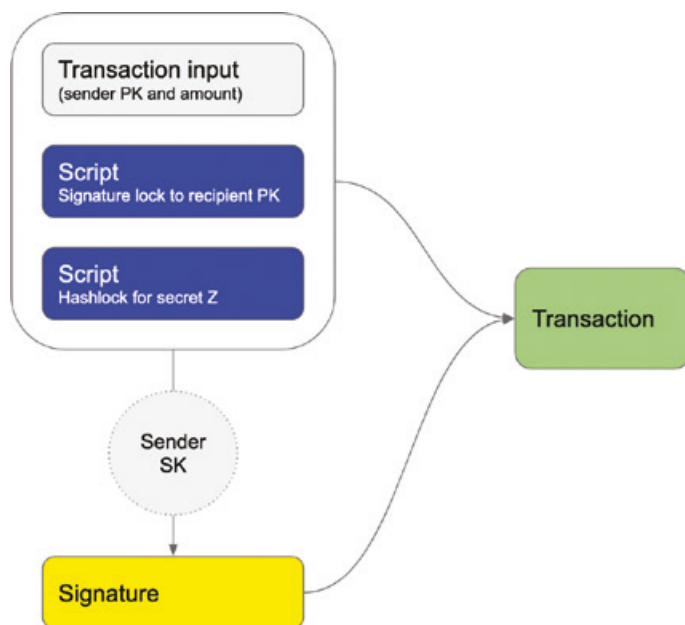 Transaction input
(sender PK and amount)
Script
Signature lock to recipient PK
Script
Hashlock for secret Z
Transaction
Sender
SK
Signature